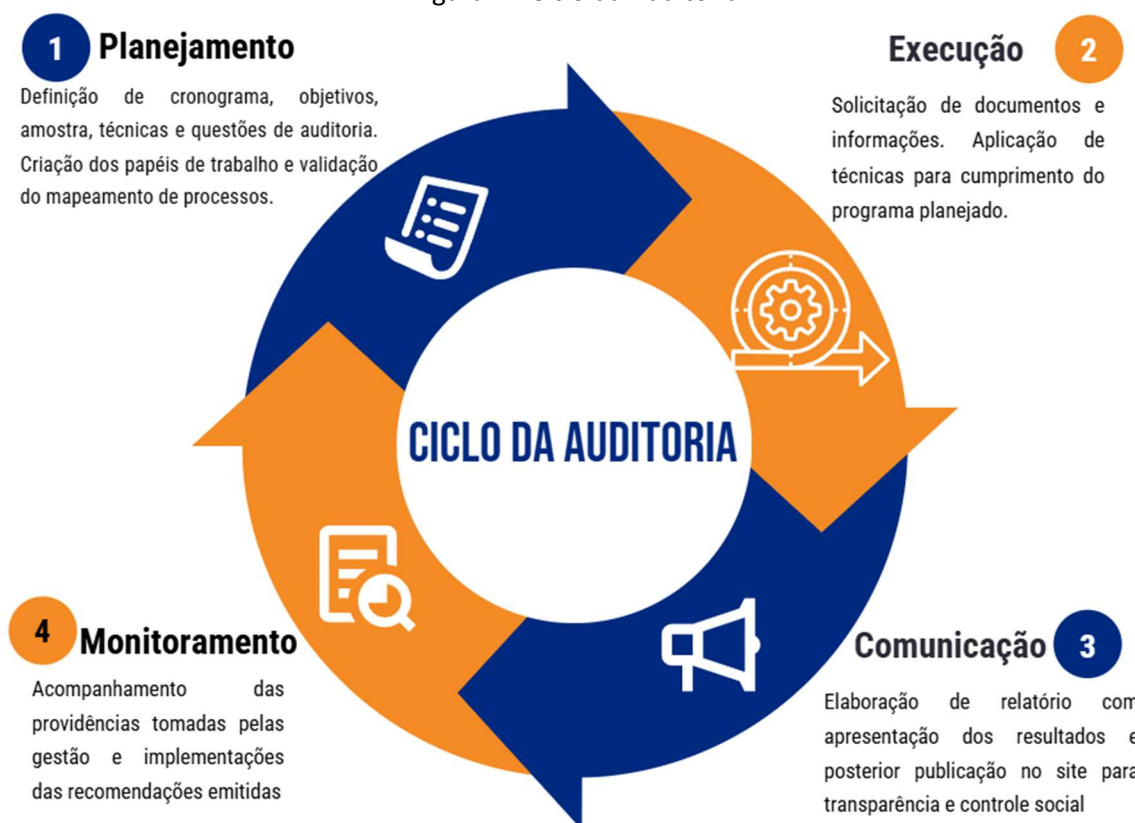 1 Planejamento
Definição de cronograma, objetivos,
amostra, técnicas e questões de auditoria.
Criação dos papéis de trabalho e validação
do mapeamento de processos.
Execução 2
Solicitação de documentos e
informações. Aplicação de
técnicas para cumprimento do
programa planejado.
CICLO DA AUDITORIA
4 Monitoramento
Acompanhamento das
providências tomadas pelas
gestão e implementações
das recomendações emitidas
Comunicação 3
Elaboração de relatório com
apresentação dos resultados e
posterior publicação no site para
transparência e controle social